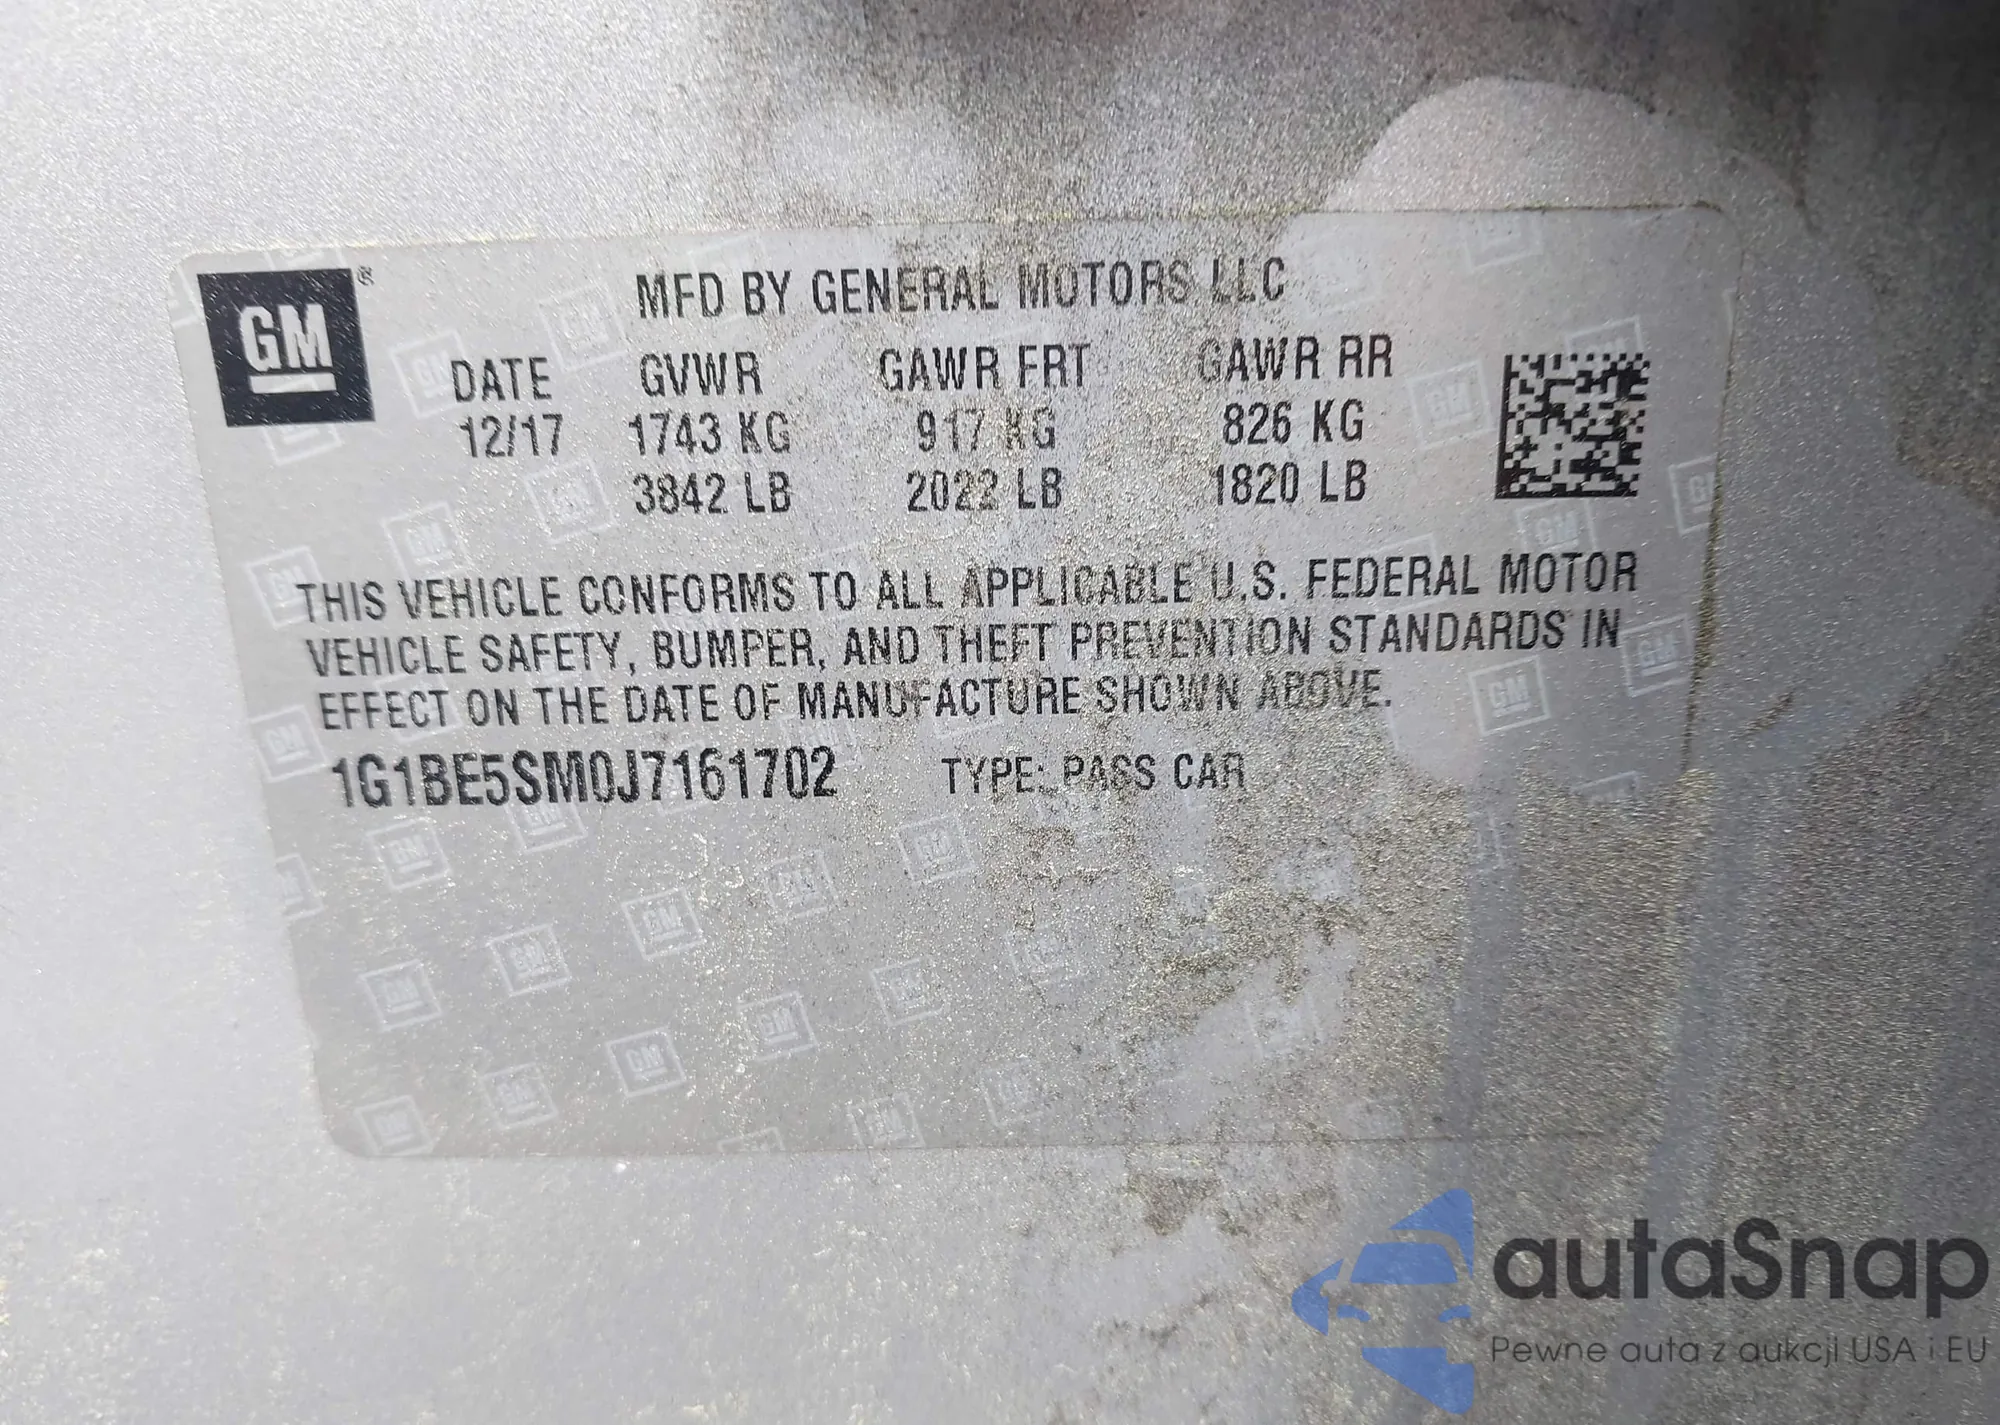 GM®
MFD BY GENERAL MOTORS LLC
DATE GVWR GAWR FRT GAWR RR
12/17 1743 KG 917 KG 826 KG
3842 LB 2022 LB 1820 LB
THIS VEHICLE CONFORMS TO ALL APPLICABLE U.S. FEDERAL MOTOR
VEHICLE SAFETY, BUMPER, AND THEFT PREVENTION STANDARDS IN
EFFECT ON THE DATE OF MANUFACTURE SHOWN ABOVE.
1G1BE5SM0J7161702 TYPE: PASS CAR
autaSnap
Pewne auta z aukcji USA i EU